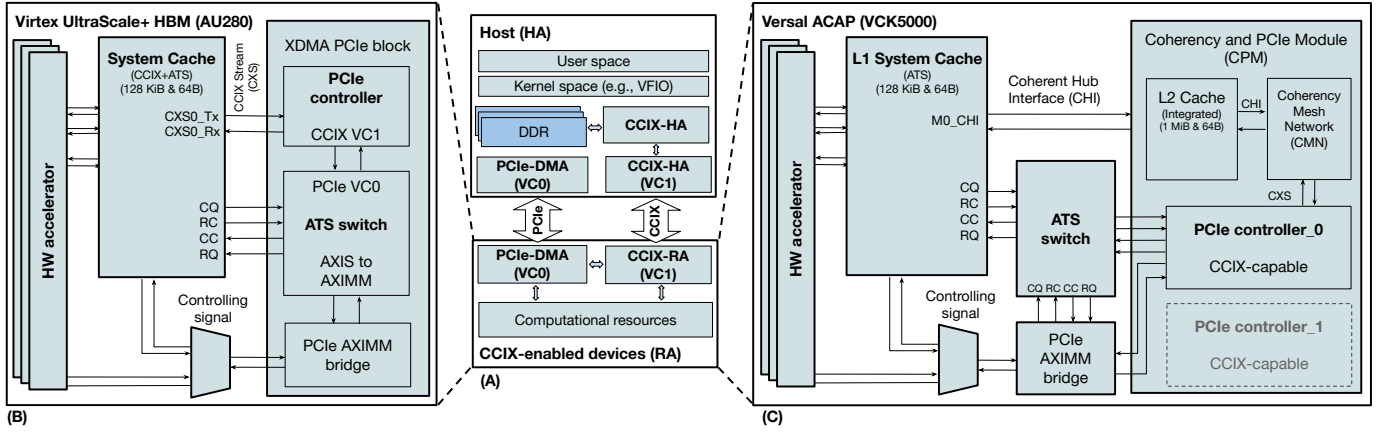 Virtex UltraScale+ HBM (AU280)
HW accelerator
System Cache
(CCIX+ATS)
(128 KiB & 64B)
CXS0_Tx
CXS0_Rx
CQ
RC
CC
RQ
CCIX Stream
(CXS)
XDMA PCIe block
PCIe
controller
CCIX VC1
PCIe VC0
ATS switch
AXIS to
AXIMM
Controlling
signal
PCIe AXIMM
bridge
(B)
Host (HA)
User space
Kernel space (e.g., VFIO)
DDR
CCIX-HA
PCIe-DMA
(VC0)
CCIX-HA
(VC1)
PCIe
CCIX
PCIe-DMA
(VC0)
CCIX-RA
(VC1)
Computational resources
CCIX-enabled devices (RA)
(A)
Versal ACAP (VCK5000)
HW accelerator
L1 System Cache
(ATS)
(128 KiB & 64B)
M0_CHI
CQ
RC
CC
RQ
Coherent Hub
Interface (CHI)
Coherency and PCIe Module
(CPM)
L2 Cache
(Integrated)
(1 MiB & 64B)
CHI
Coherency
Mesh
Network
(CMN)
CXS
ATS
switch
CQ RC CC RQ
PCIe controller_0
CCIX-capable
Controlling
signal
PCIe
AXIMM
bridge
PCIe controller_1
CCIX-capable
(C)